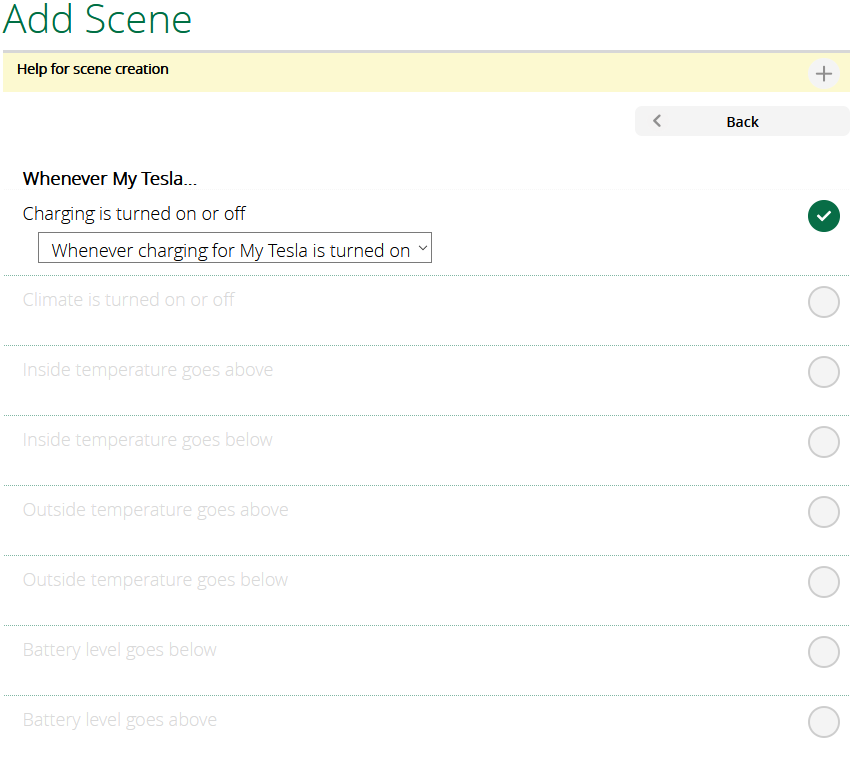 Add Scene
Help for scene creation
Back
Whenever My Tesla...
Charging is turned on or off
Whenever charging for My Tesla is turned on
Climate is turned on or off
Inside temperature goes above
Inside temperature goes below
Outside temperature goes above
Outside temperature goes below
Battery level goes below
Battery level goes above